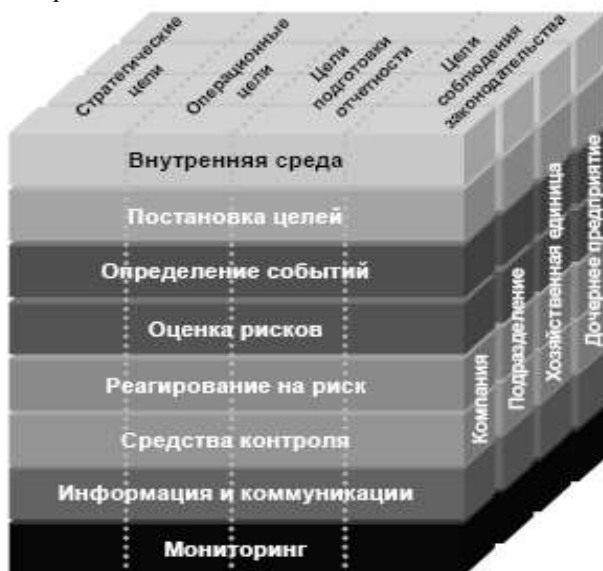 Стратегические
цели
Операционные
цели
Цели
подготовки
отчетности
Цели
соблюдения
законодательства
Внутренняя среда
Постановка целей
Определение событий
Оценка рисков
Реагирование на риск
Средства контроля
Информация и коммуникации
Мониторинг
Компания
Подразделение
Хозяйственная единица
Дочернее предприятие